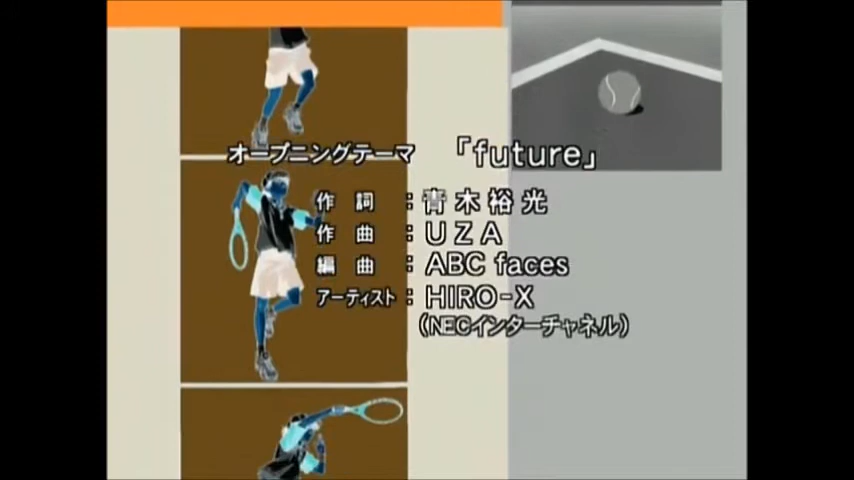 オープニングテーマ 「future」
作詞：青木裕光
作曲：UZA
編曲：ABC faces
アーティスト：HIRO-X
（NECインターチャネル）